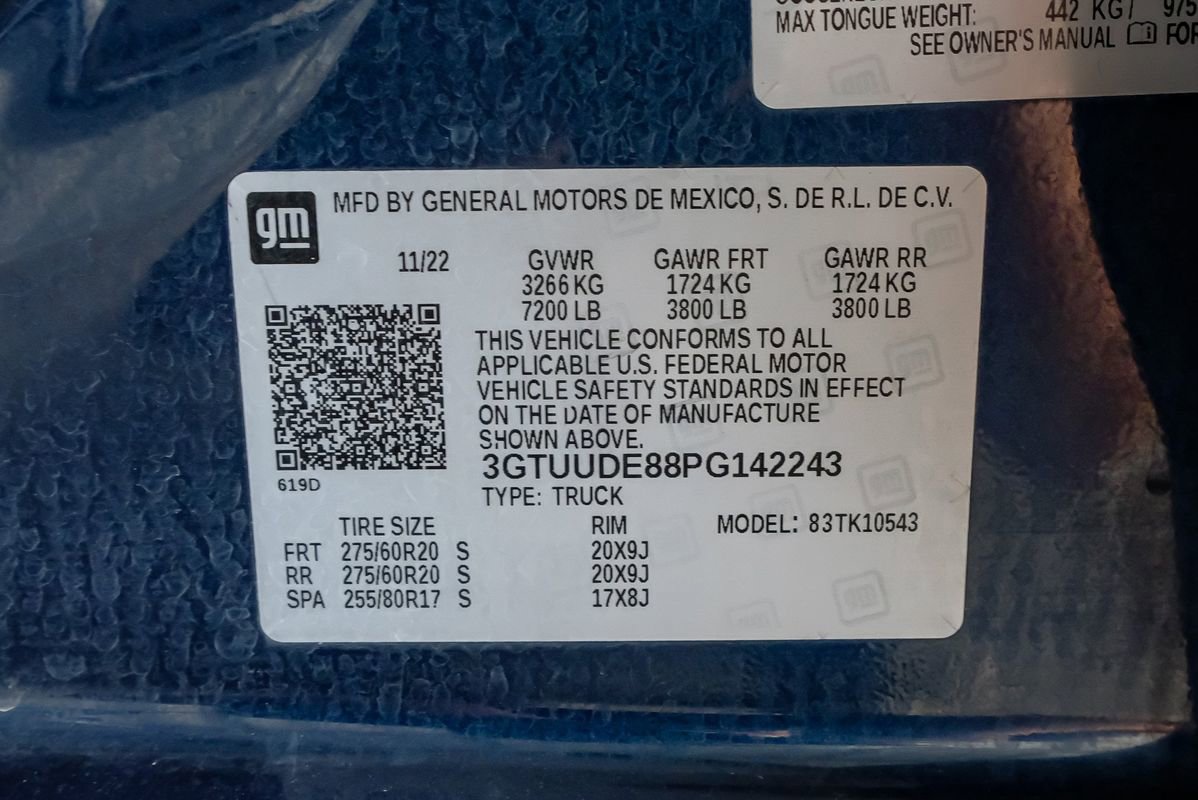 MAX TONGUE WEIGHT: 442 KG / 975
SEE OWNER'S MANUAL FOR
gm
MFD BY GENERAL MOTORS DE MEXICO, S. DE R.L. DE C.V.
11/22 GVWR GAWR FRT GAWR RR
3266 KG 1724 KG 1724 KG
7200 LB 3800 LB 3800 LB
THIS VEHICLE CONFORMS TO ALL
APPLICABLE U.S. FEDERAL MOTOR
VEHICLE SAFETY STANDARDS IN EFFECT
ON THE DATE OF MANUFACTURE
SHOWN ABOVE.
3GTUUDE88PG142243
619D
TYPE: TRUCK
TIRE SIZE RIM MODEL: 83TK10543
FRT 275/60R20 S 20X9J
RR 275/60R20 S 20X9J
SPA 255/80R17 S 17X8J